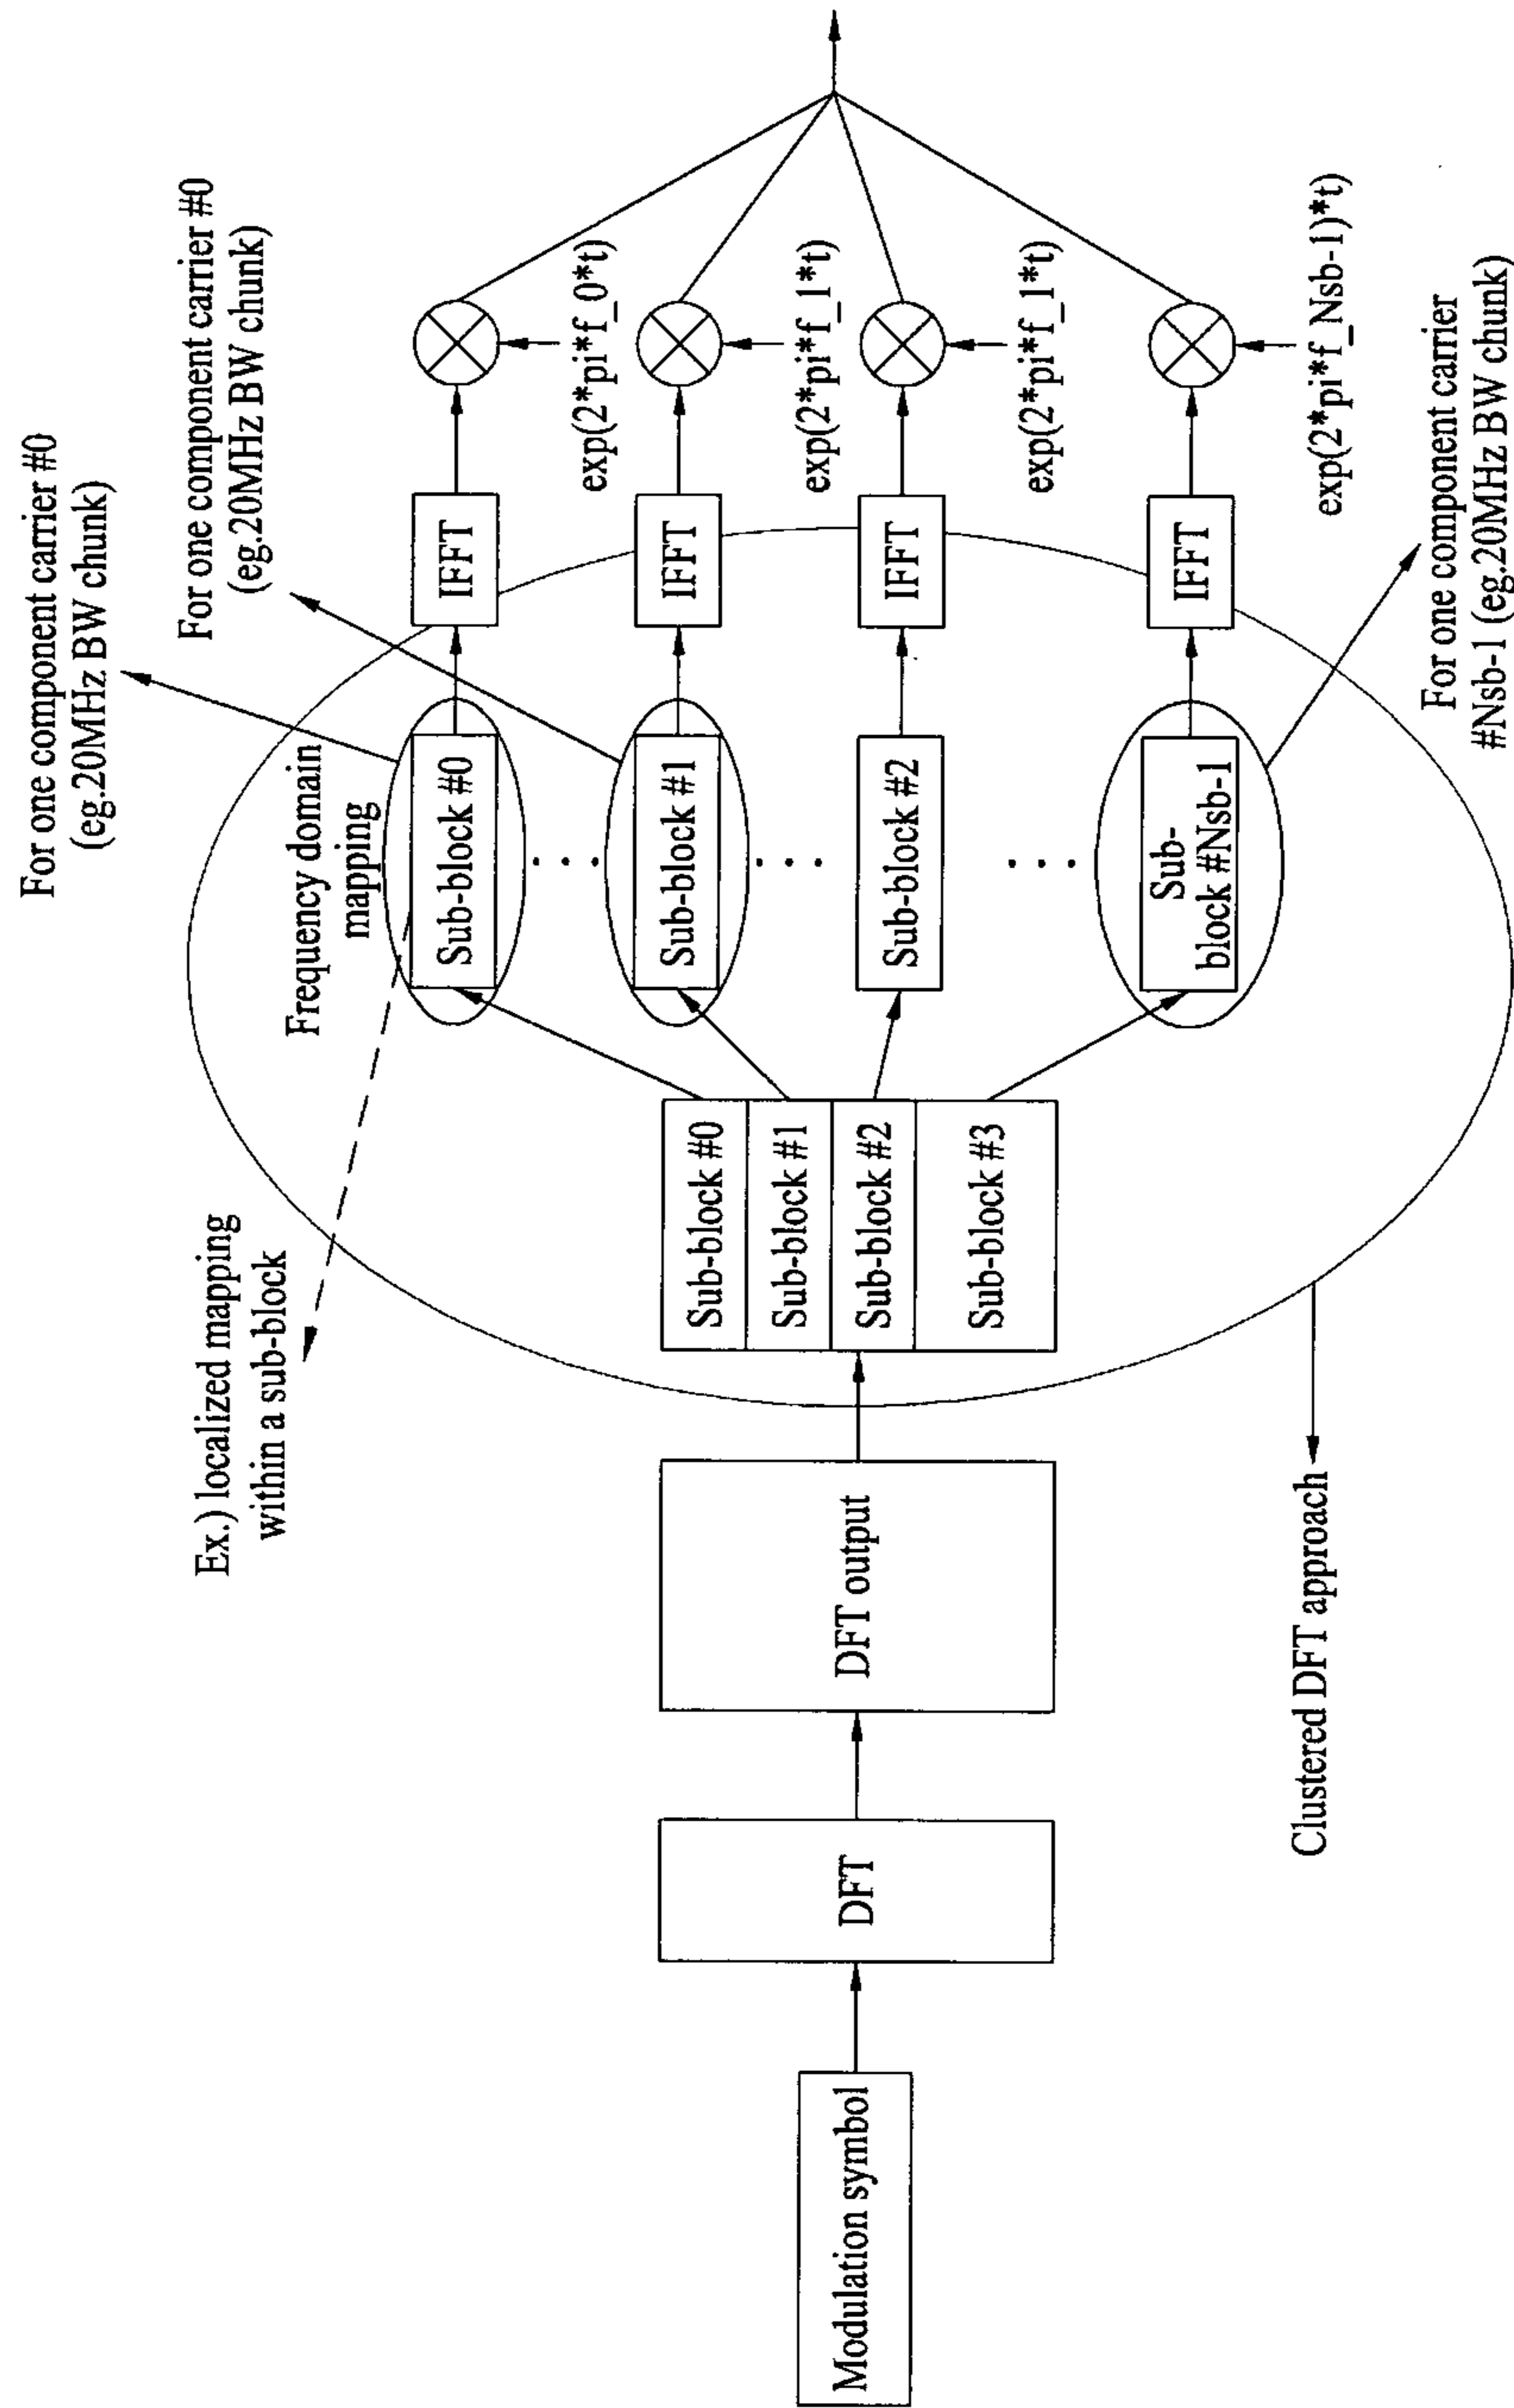 For one component carrier #0
(eg.20MHz BW chunk)
For one component carrier #0
(eg.20MHz BW chunk)
Ex.) localized mapping
within a sub-block
Frequency domain
mapping
Modulation symbol
DFT
DFT output
Sub-block #0
Sub-block #1
Sub-block #2
Sub-block #3
Sub-block #0
IFFT
exp(2*pi*f_0*t)
Sub-block #1
IFFT
exp(2*pi*f_1*t)
Sub-block #2
IFFT
exp(2*pi*f_1*t)
Sub-
block #Nsb-1
IFFT
exp(2*pi*f_Nsb-1)*t)
Clustered DFT approach
For one component carrier
#Nsb-1 (eg.20MHz BW chunk)